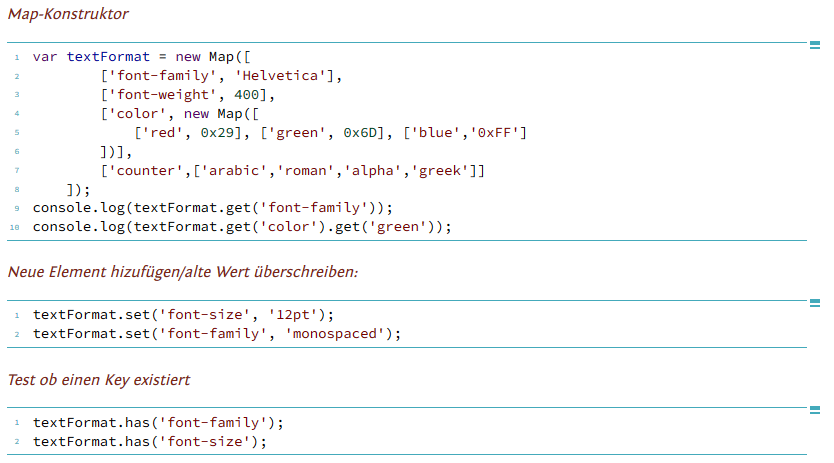 Map-Konstruktor
1 var textFormat = new Map([
2 ['font-family', 'Helvetica'],
3 ['font-weight', 400],
4 ['color', new Map([
5 ['red', 0x29], ['green', 0x6D], ['blue','0xFF']
6 ])],
7 ['counter',['arabic','roman','alpha','greek']]
8 ]);
9 console.log(textFormat.get('font-family'));
10 console.log(textFormat.get('color').get('green'));
Neue Element hizufügen/alte Wert überschreiben:
1 textFormat.set('font-size', '12pt');
2 textFormat.set('font-family', 'monospaced');
Test ob einen Key existiert
1 textFormat.has('font-family');
2 textFormat.has('font-size');